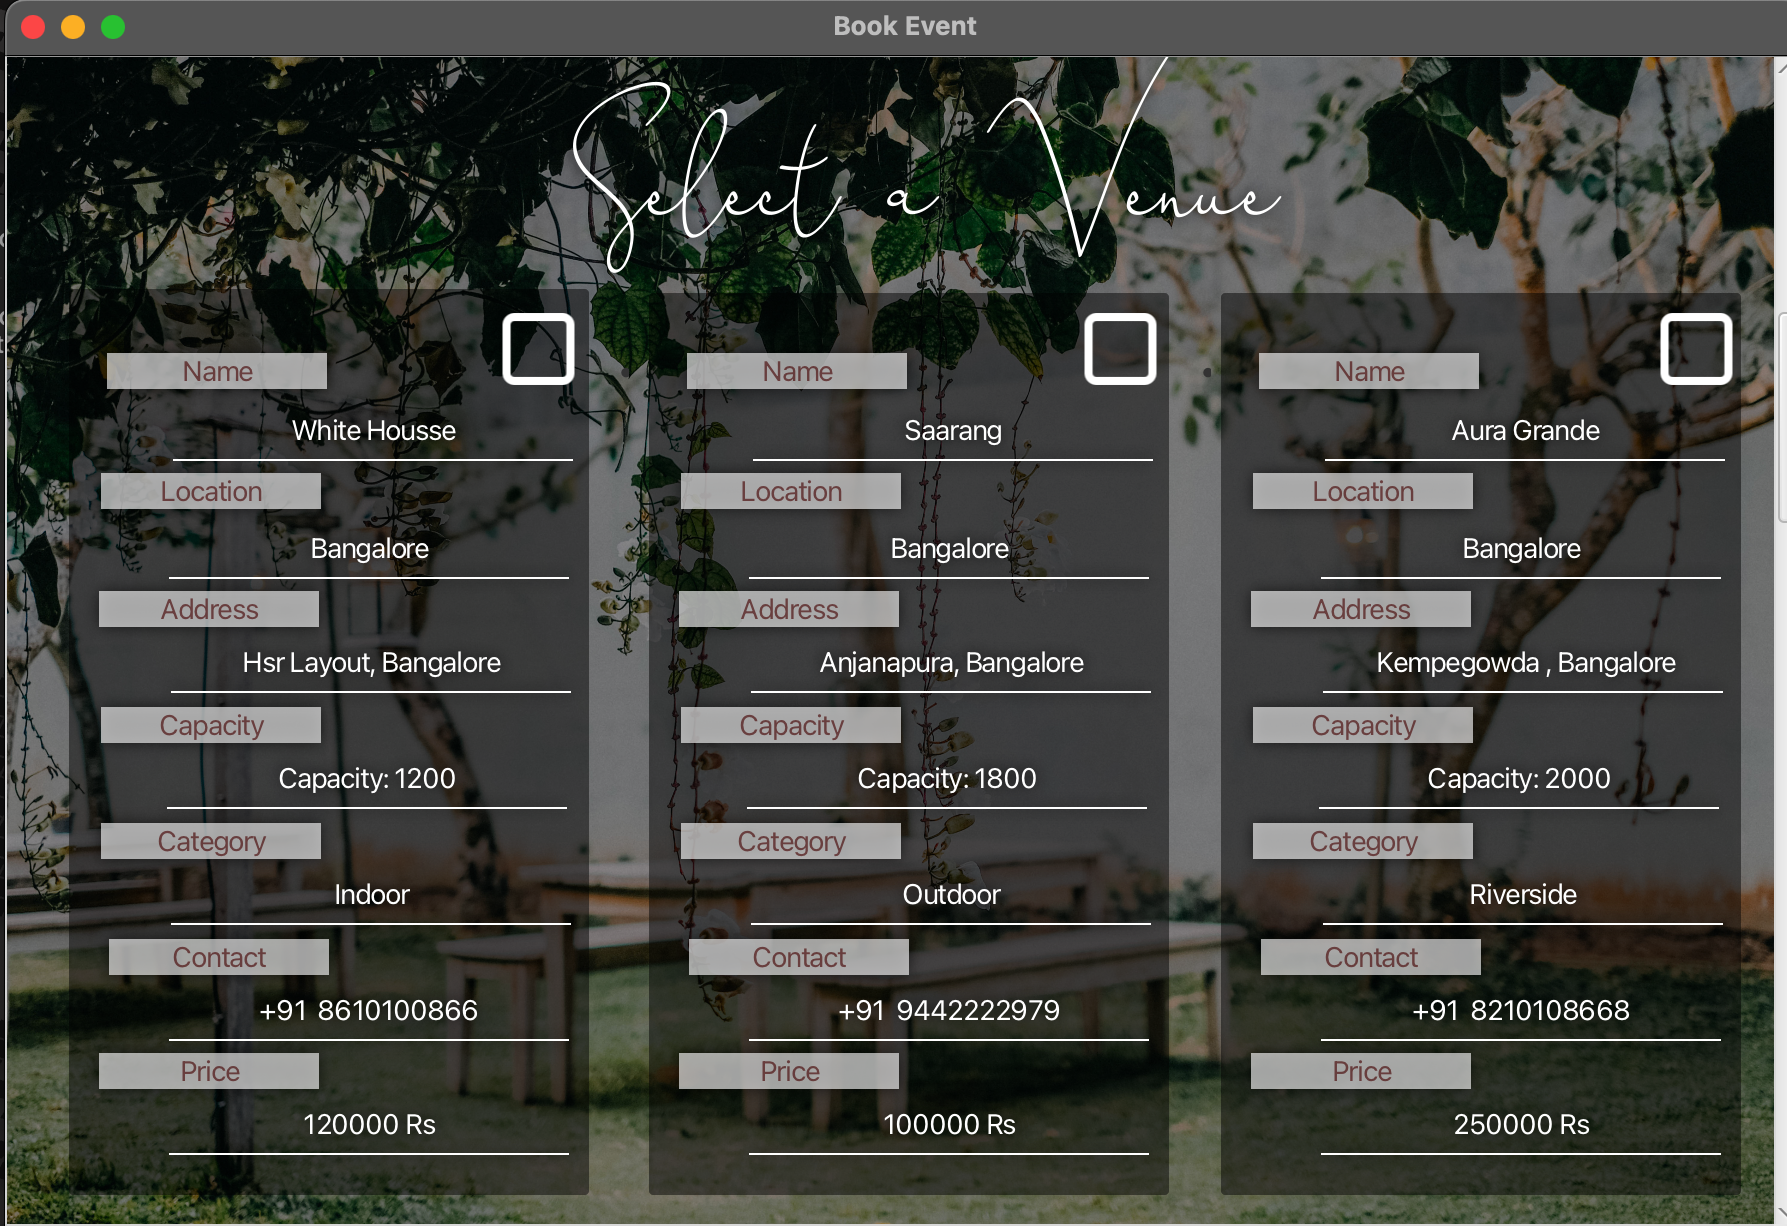 Book Event
Select a Venue
Name
White Housse
Location
Bangalore
Address
Hsr Layout, Bangalore
Capacity
Capacity: 1200
Category
Indoor
Contact
+91 8610100866
Price
120000 Rs
Name
Saarang
Location
Bangalore
Address
Anjanapura, Bangalore
Capacity
Capacity: 1800
Category
Outdoor
Contact
+91 9442222979
Price
100000 Rs
Name
Aura Grande
Location
Bangalore
Address
Kempegowda , Bangalore
Capacity
Capacity: 2000
Category
Riverside
Contact
+91 8210108668
Price
250000 Rs